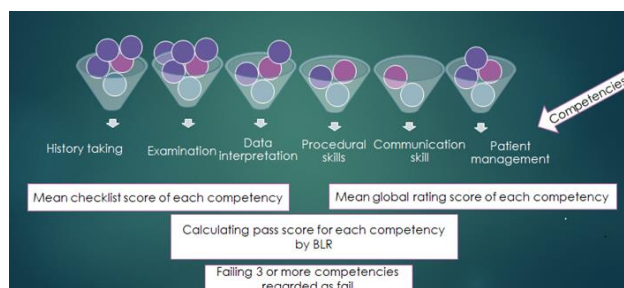 Competencies
History taking
Examination
Data
interpretation
Procedural
skills
Communication
skill
Patient
management
Mean checklist score of each competency
Mean global rating score of each competency
Calculating pass score for each competency
by BLR
Failing 3 or more competencies
regarded as fail